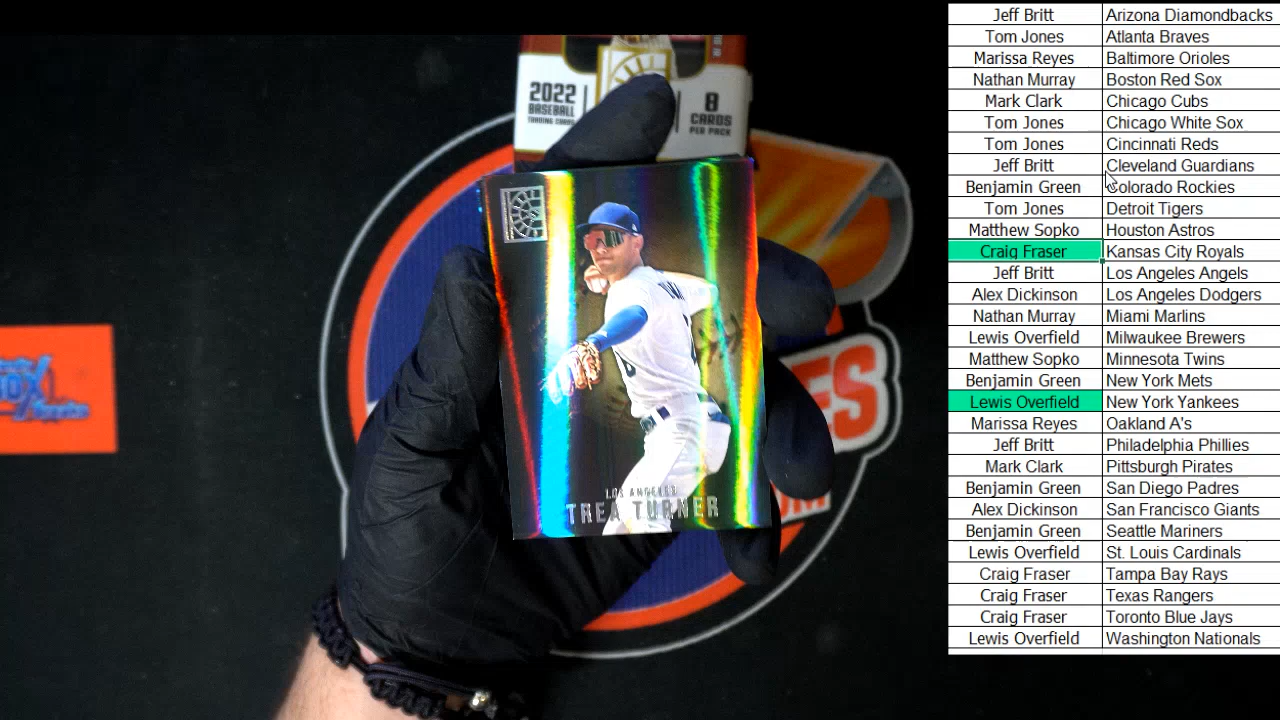 2022
BASEBALL
TRADING CARDS
8
CARDS
PER PACK
LOS ANGELES
TREA TURNER
Jeff Britt Arizona Diamondbacks
Tom Jones Atlanta Braves
Marissa Reyes Baltimore Orioles
Nathan Murray Boston Red Sox
Mark Clark Chicago Cubs
Tom Jones Chicago White Sox
Tom Jones Cincinnati Reds
Jeff Britt Cleveland Guardians
Benjamin Green Colorado Rockies
Tom Jones Detroit Tigers
Matthew Sopko Houston Astros
Craig Fraser Kansas City Royals
Jeff Britt Los Angeles Angels
Alex Dickinson Los Angeles Dodgers
Nathan Murray Miami Marlins
Lewis Overfield Milwaukee Brewers
Matthew Sopko Minnesota Twins
Benjamin Green New York Mets
Lewis Overfield New York Yankees
Marissa Reyes Oakland A's
Jeff Britt Philadelphia Phillies
Mark Clark Pittsburgh Pirates
Benjamin Green San Diego Padres
Alex Dickinson San Francisco Giants
Benjamin Green Seattle Mariners
Lewis Overfield St. Louis Cardinals
Craig Fraser Tampa Bay Rays
Craig Fraser Texas Rangers
Craig Fraser Toronto Blue Jays
Lewis Overfield Washington Nationals